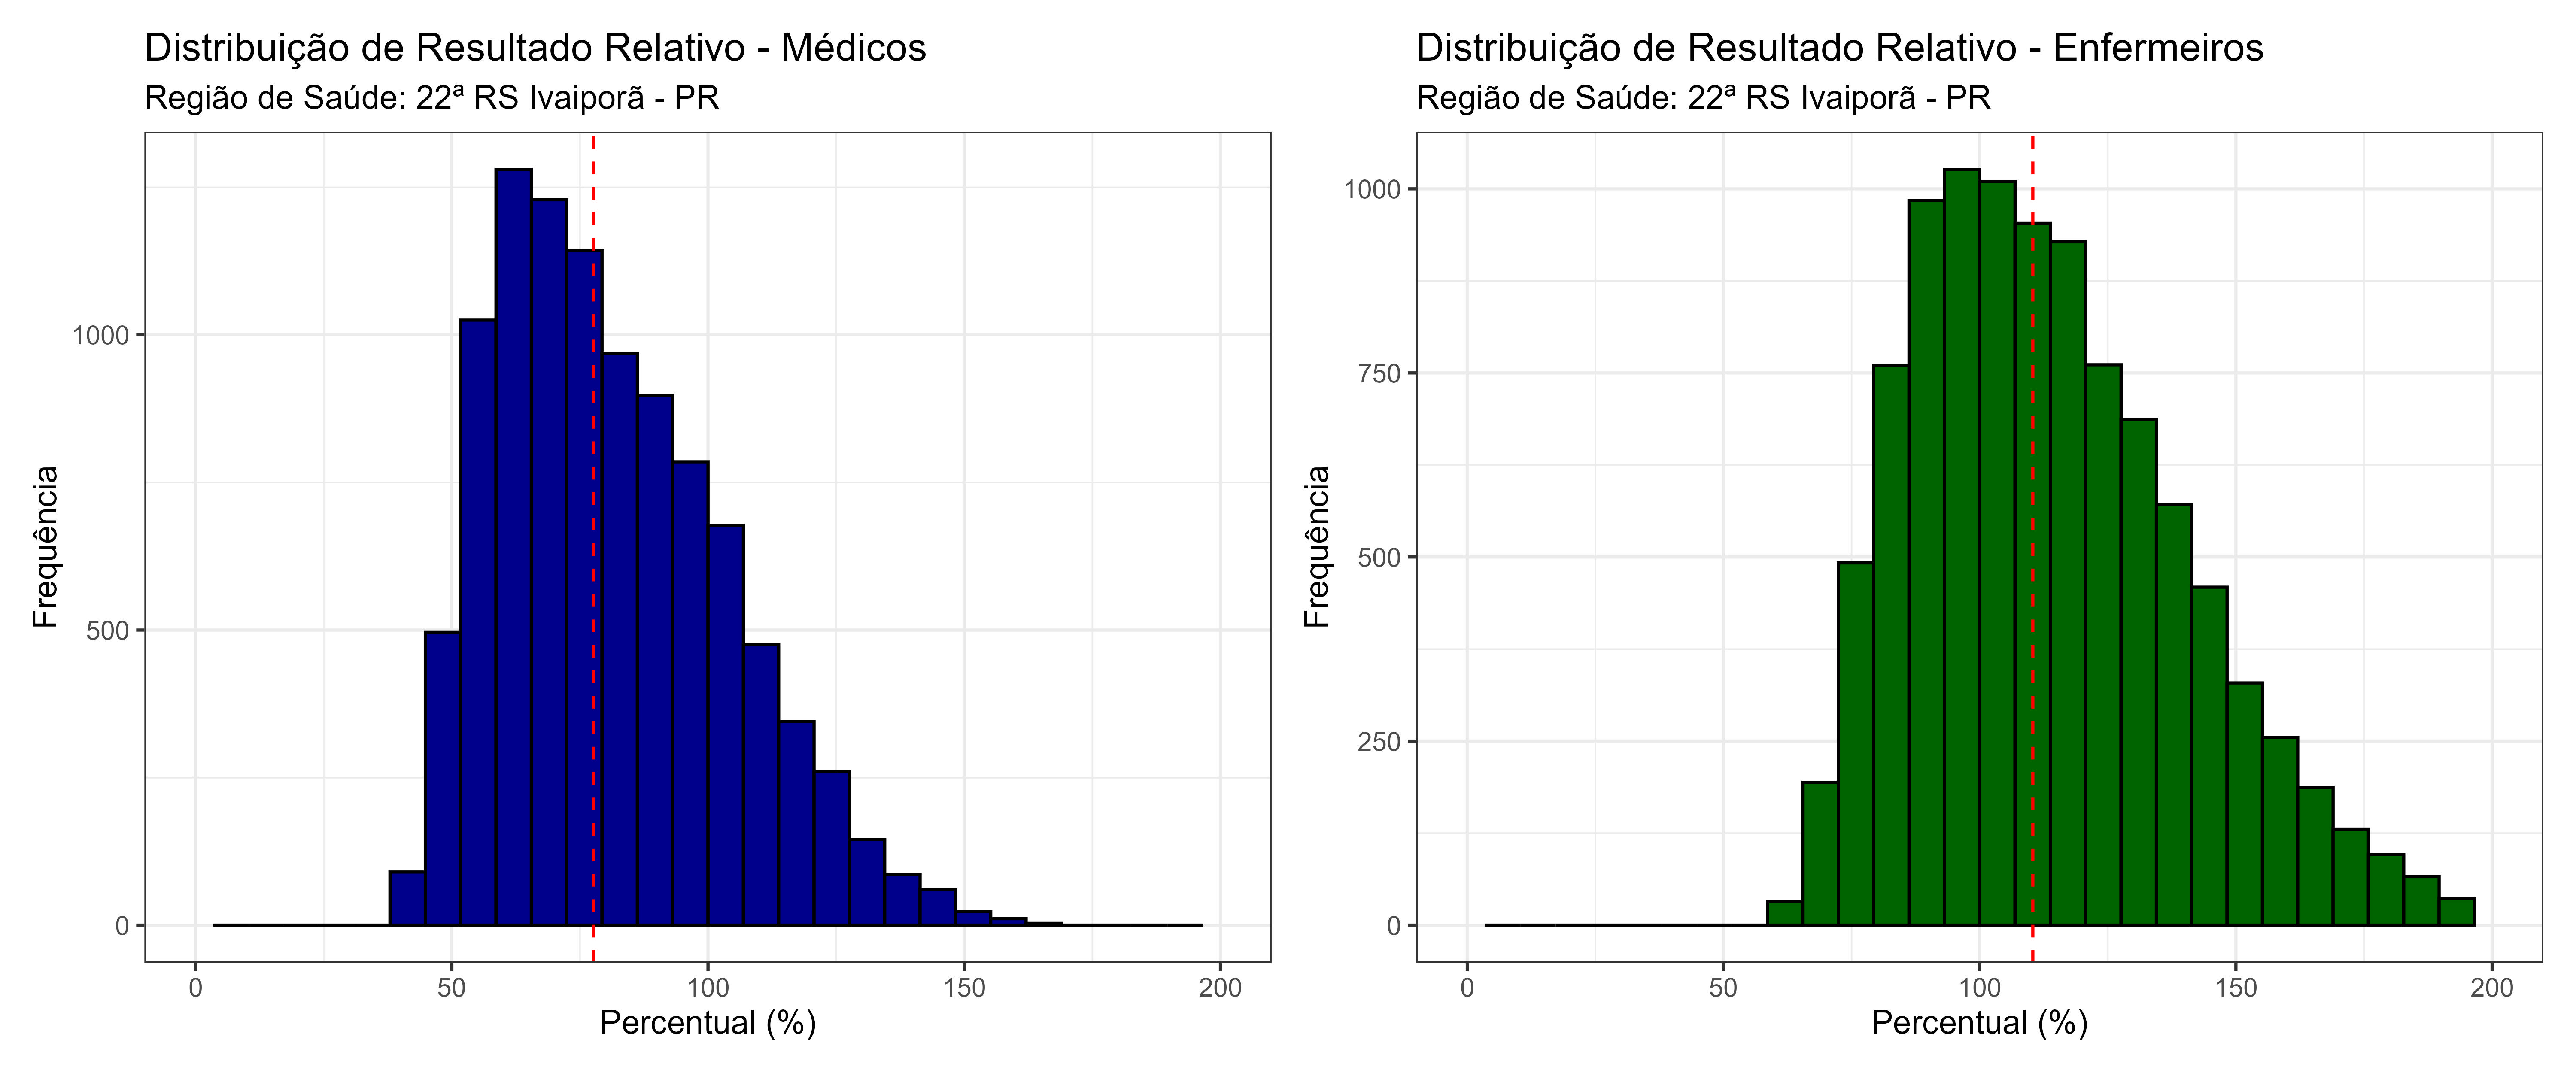 Distribuição de Resultado Relativo - Médicos
Região de Saúde: 22ª RS Ivaiporã - PR
Frequência
1000
500
0
0 50 100 150 200
Percentual (%)
Distribuição de Resultado Relativo - Enfermeiros
Região de Saúde: 22ª RS Ivaiporã - PR
Frequência
1000
750
500
250
0
0 50 100 150 200
Percentual (%)